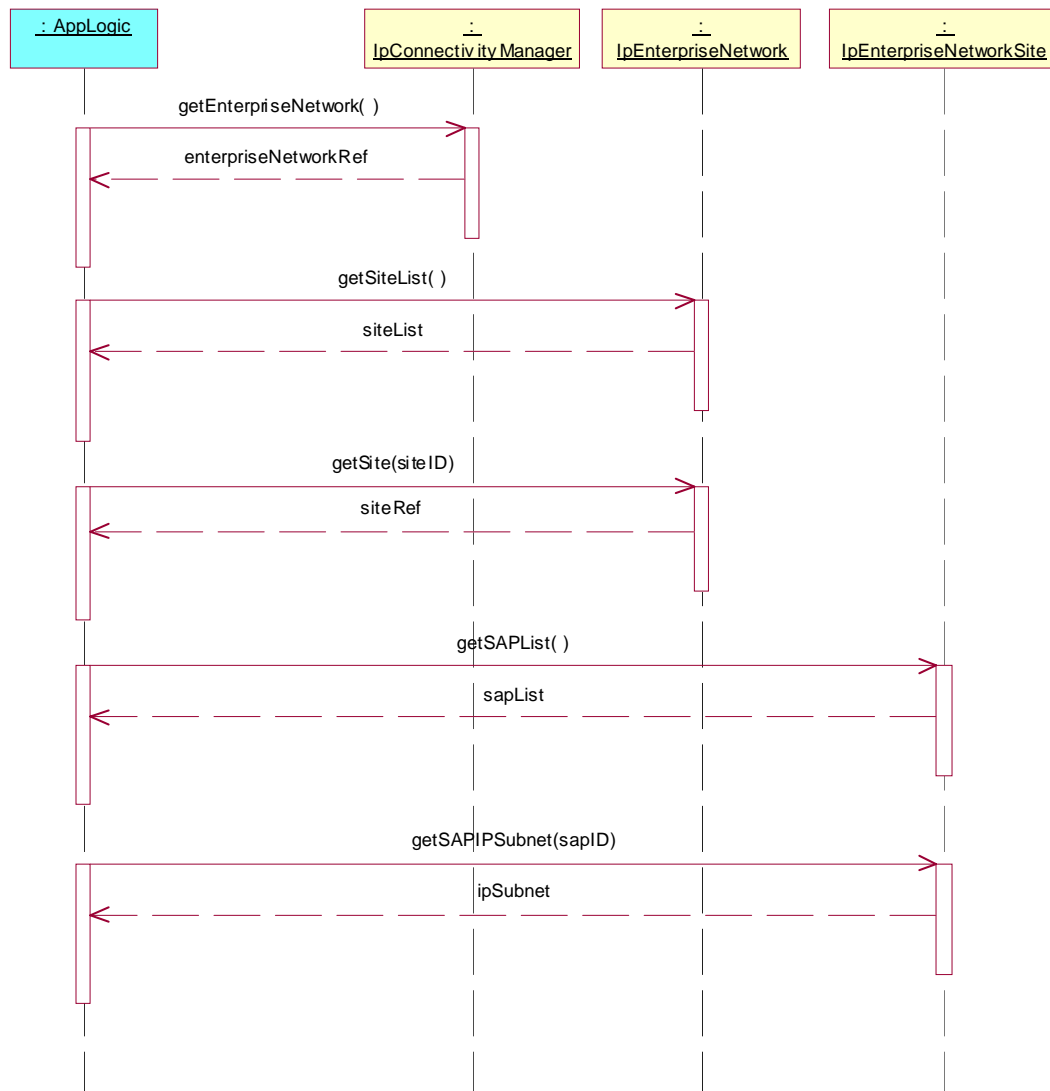 : AppLogic
:
IpConnectivityManager
:
IpEnterpriseNetwork
:
IpEnterpriseNetworkSite
getEnterpriseNetwork( )
enterpriseNetworkRef
getSiteList( )
siteList
getSite(siteID)
siteRef
getSAPList( )
sapList
getSAPIPSubnet(sapID)
ipSubnet